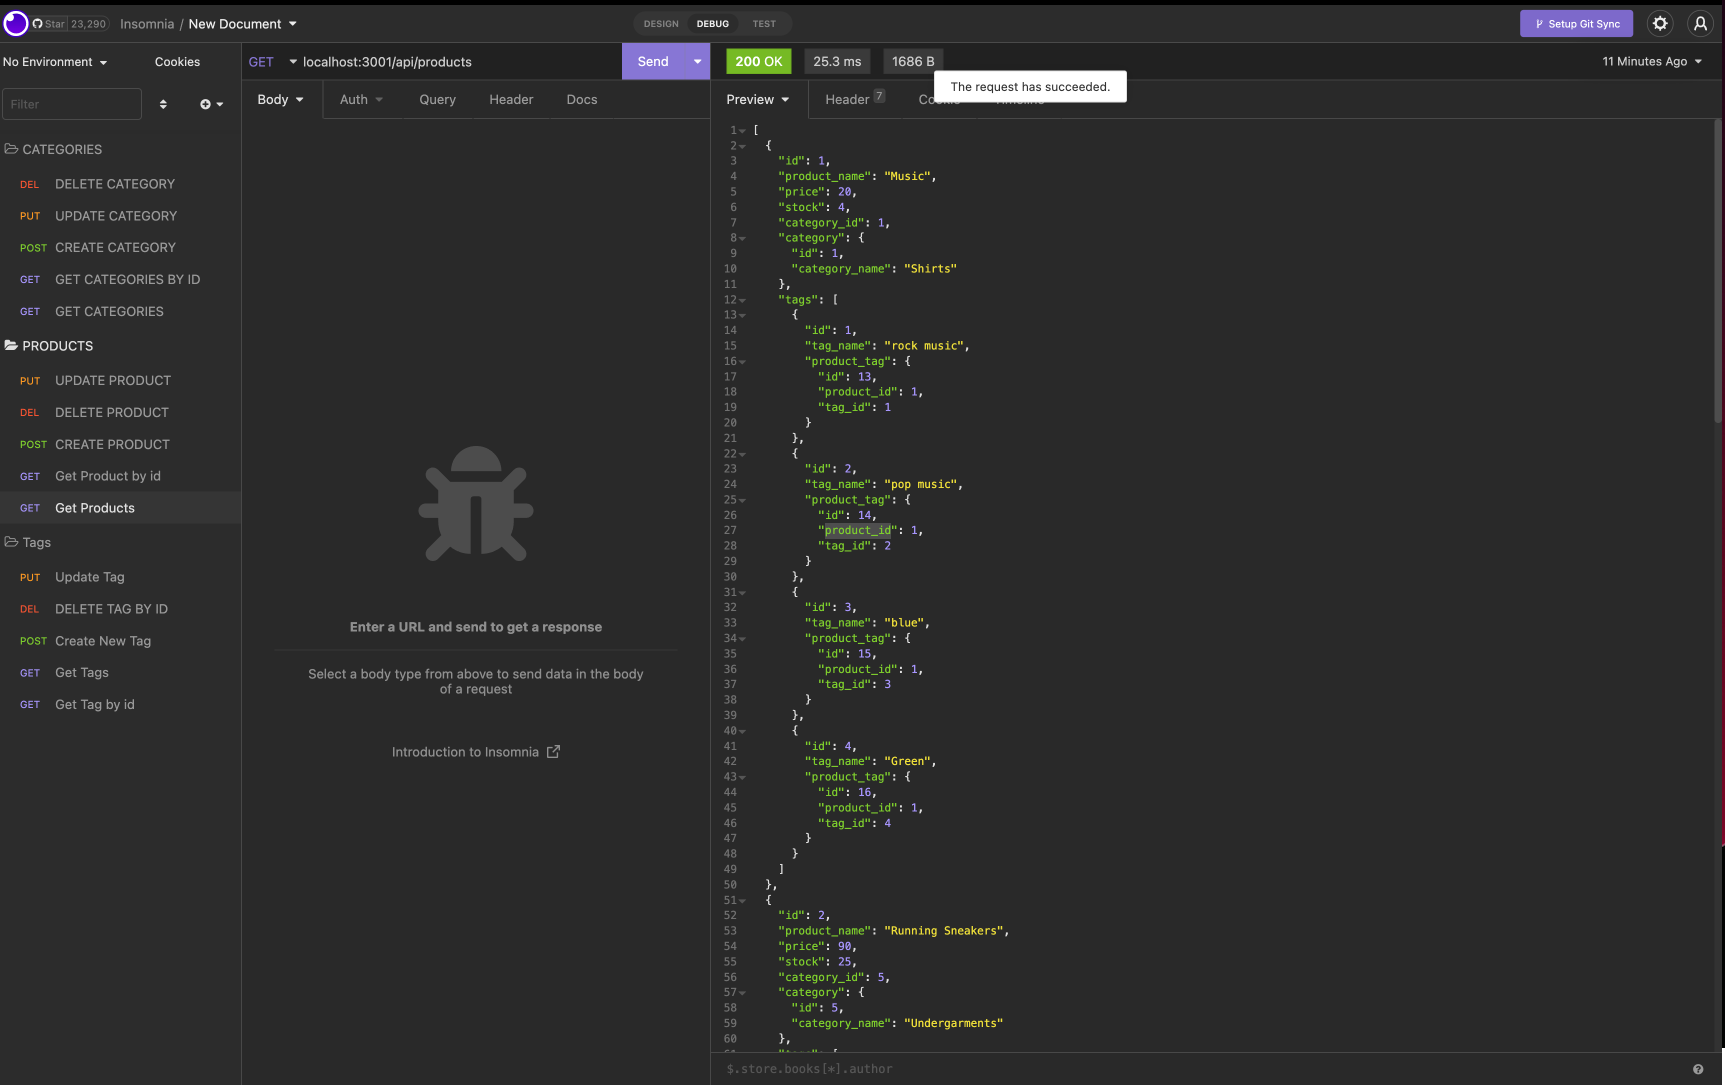 Star 23,290 Insomnia / New Document DESIGN DEBUG TEST Setup Git Sync
No Environment Cookies
Filter
CATEGORIES
DEL DELETE CATEGORY
PUT UPDATE CATEGORY
POST CREATE CATEGORY
GET GET CATEGORIES BY ID
GET GET CATEGORIES
PRODUCTS
PUT UPDATE PRODUCT
DEL DELETE PRODUCT
POST CREATE PRODUCT
GET Get Product by id
GET Get Products
Tags
PUT Update Tag
DEL DELETE TAG BY ID
POST Create New Tag
GET Get Tags
GET Get Tag by id
GET localhost:3001/api/products Send
Body Auth Query Header Docs
Enter a URL and send to get a response
Select a body type from above to send data in the body
of a request
Introduction to Insomnia
200 OK 25.3 ms 1686 B 11 Minutes Ago
The request has succeeded.
Preview Header 7
1 [
2 {
3 "id": 1,
4 "product_name": "Music",
5 "price": 20,
6 "stock": 4,
7 "category_id": 1,
8 "category": {
9 "id": 1,
10 "category_name": "Shirts"
11 },
12 "tags": [
13 {
14 "id": 1,
15 "tag_name": "rock music",
16 "product_tag": {
17 "id": 13,
18 "product_id": 1,
19 "tag_id": 1
20 }
21 },
22 {
23 "id": 2,
24 "tag_name": "pop music",
25 "product_tag": {
26 "id": 14,
27 "product_id": 1,
28 "tag_id": 2
29 }
30 },
31 {
32 "id": 3,
33 "tag_name": "blue",
34 "product_tag": {
35 "id": 15,
36 "product_id": 1,
37 "tag_id": 3
38 }
39 },
40 {
41 "id": 4,
42 "tag_name": "Green",
43 "product_tag": {
44 "id": 16,
45 "product_id": 1,
46 "tag_id": 4
47 }
48 }
49 ]
50 },
51 {
52 "id": 2,
53 "product_name": "Running Sneakers",
54 "price": 90,
55 "stock": 25,
56 "category_id": 5,
57 "category": {
58 "id": 5,
59 "category_name": "Undergarments"
60 },
$.store.books[*].author